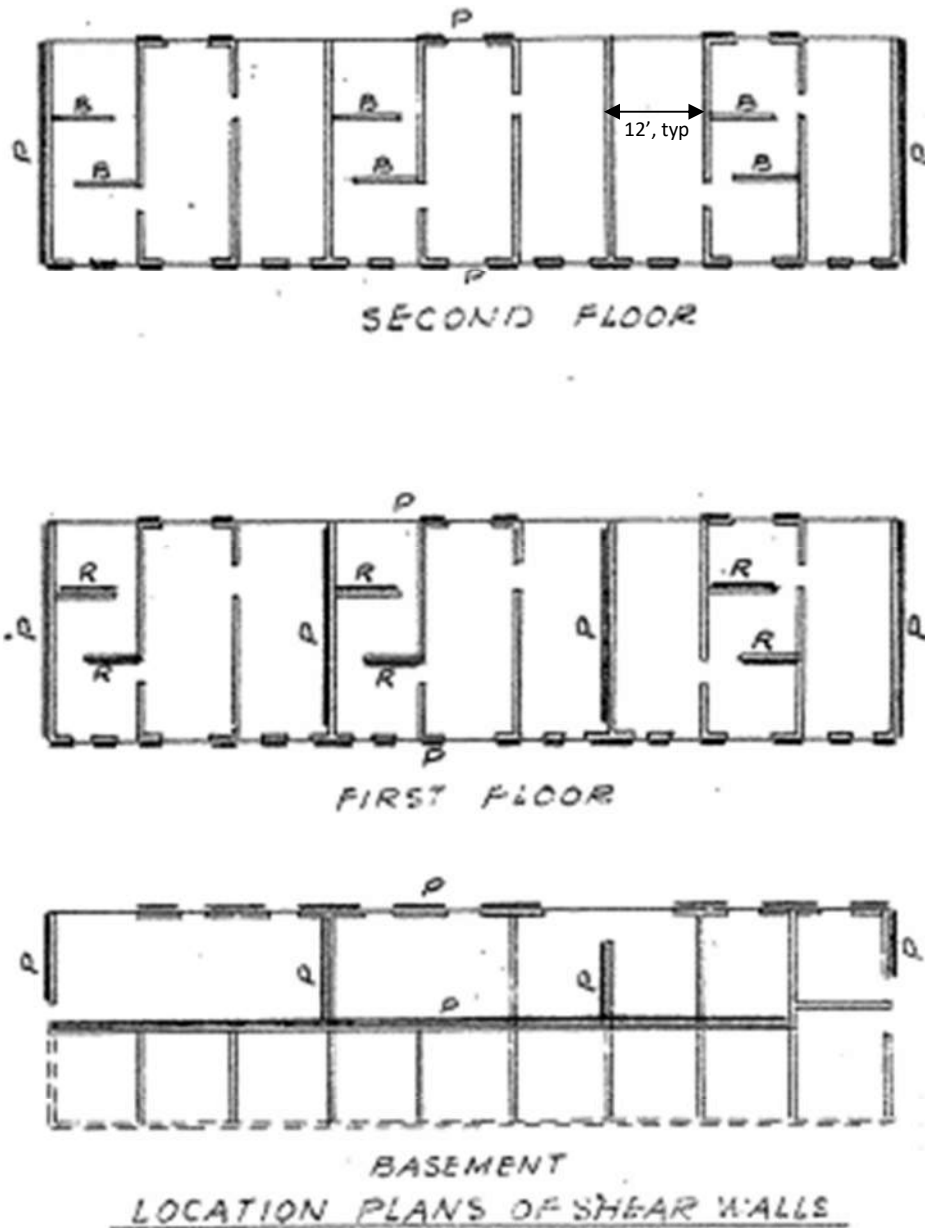 P
B B B
12', typ
P P
B B B
P
SECOND FLOOR
P
R R R
P P P P
R R R
P
FIRST FLOOR
P
P P P P
P
BASEMENT
LOCATION PLANS OF SHEAR WALLS